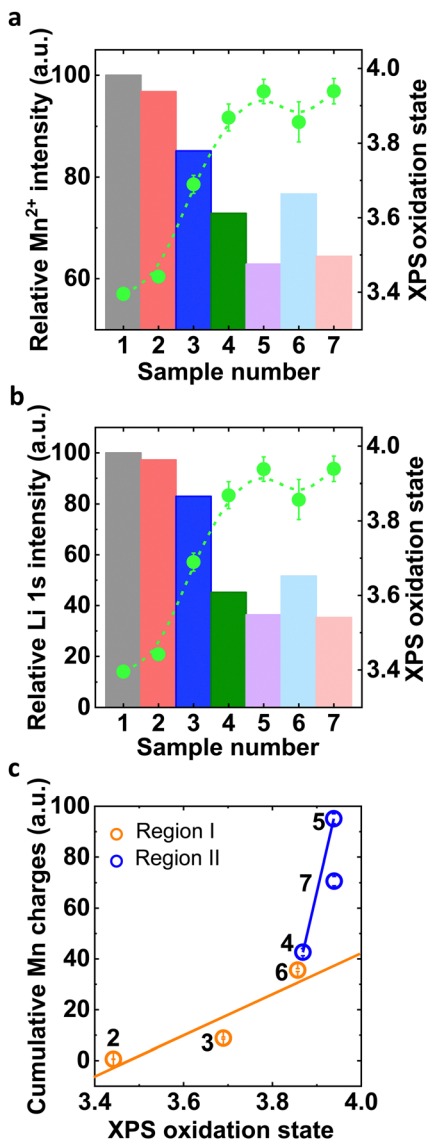 a
Relative Mn²⁺ intensity (a.u.)
100
80
60
4.0
3.8
3.6
3.4
XPS oxidation state
1 2 3 4 5 6 7
Sample number
b
Relative Li 1s intensity (a.u.)
100
80
60
40
20
0
4.0
3.8
3.6
3.4
XPS oxidation state
1 2 3 4 5 6 7
Sample number
c
Cumulative Mn charges (a.u.)
100
80
60
40
20
0
Region I
Region II
5
7
4
6
2
3
3.4 3.6 3.8 4.0
XPS oxidation state